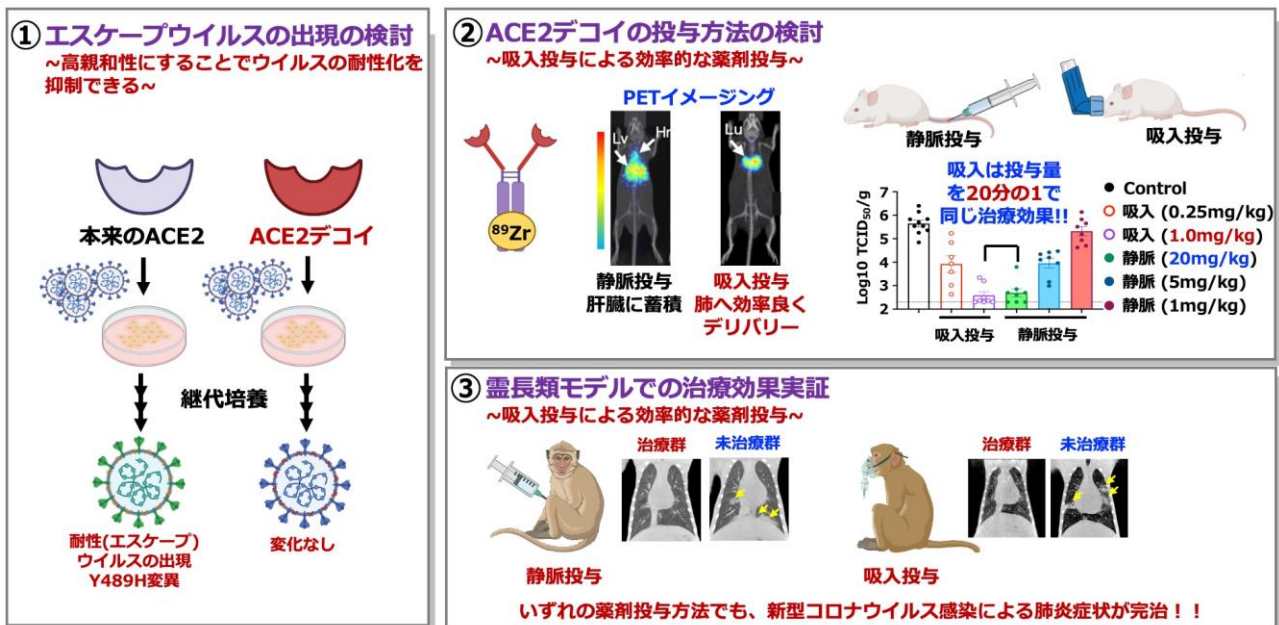 ① エスケープウイルスの出現の検討
~高親和性にすることでウイルスの耐性化を
抑制できる~
本来のACE2
ACE2デコイ
継代培養
耐性(エスケープ)
ウイルスの出現
Y489H変異
変化なし
② ACE2デコイの投与方法の検討
~吸入投与による効率的な薬剤投与~
PETイメージング
Lv
Hr
Lu
89Zr
静脈投与
肝臓に蓄積
吸入投与
肺へ効率良く
デリバリー
静脈投与
吸入投与
吸入は投与量
を20分の1で
同じ治療効果!!
Log10 TCID50/g
7
6
5
4
3
2
吸入投与
静脈投与
Control
吸入 (0.25mg/kg)
吸入 (1.0mg/kg)
静脈 (20mg/kg)
静脈 (5mg/kg)
静脈 (1mg/kg)
③ 霊長類モデルでの治療効果実証
~吸入投与による効率的な薬剤投与~
治療群
未治療群
静脈投与
治療群
未治療群
吸入投与
いずれの薬剤投与方法でも、新型コロナウイルス感染による肺炎症状が完治！！